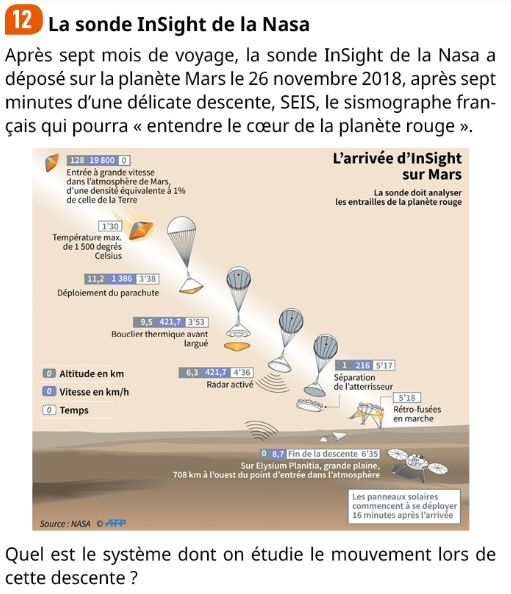 12 La sonde InSight de la Nasa
Après sept mois de voyage, la sonde InSight de la Nasa a
déposé sur la planète Mars le 26 novembre 2018, après sept
minutes d'une délicate descente, SEIS, le sismographe fran-
çais qui pourra « entendre le cœur de la planète rouge ».
L'arrivée d'InSight
sur Mars
La sonde doit analyser
les entrailles de la planète rouge
128 19 800 0
Entrée à grande vitesse
dans l'atmosphère de Mars,
d'une densité équivalente à 1%
de celle de la Terre
1'30
Température max.
de 1 500 degrés
Celsius
11,2 1 386 3'38
Déploiement du parachute
9,5 421,7 3'53
Bouclier thermique avant
largué
6,3 421,7 4'36
Radar activé
1 216 5'17
Séparation
de l'atterrisseur
5'18
Rétro-fusées
en marche
0 Altitude en km
0 Vitesse en km/h
0 Temps
0 8,7 Fin de la descente 6'35
Sur Elysium Planitia, grande plaine,
708 km à l'ouest du point d'entrée dans l'atmosphère
Les panneaux solaires
commencent à se déployer
16 minutes après l'arrivée
Source : NASA © AFP
Quel est le système dont on étudie le mouvement lors de
cette descente ?